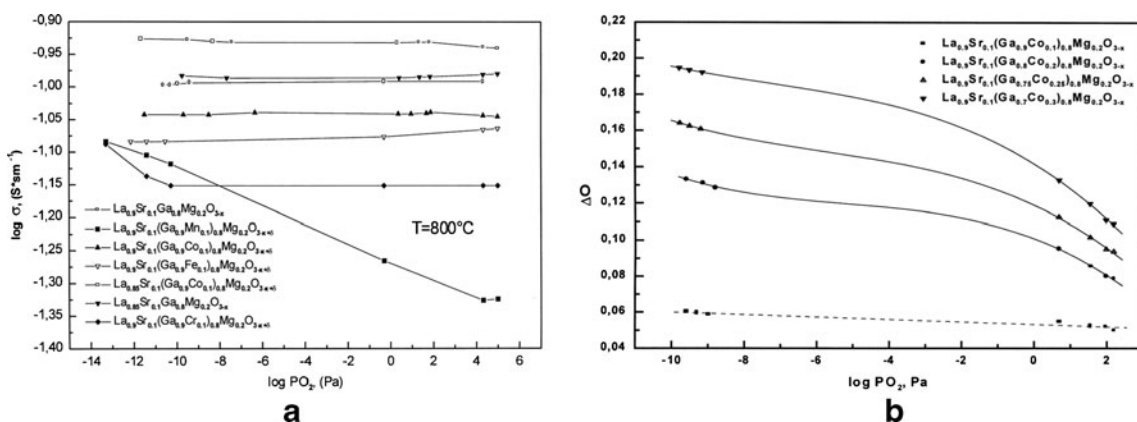 -0,90
-0,95
-1,00
-1,05
-1,10
-1,15
-1,20
-1,25
-1,30
-1,35
-1,40
log σ, (S*sm⁻¹)
T=800°C
La₀.₉Sr₀.₁Ga₀.₈Mg₀.₂O₃₋ₓ
La₀.₉Sr₀.₁(Ga₀.₉Mn₀.₁)₀.₈Mg₀.₂O₃₋ₓ₊δ
La₀.₉Sr₀.₁(Ga₀.₉Co₀.₁)₀.₈Mg₀.₂O₃₋ₓ₊δ
La₀.₉Sr₀.₁(Ga₀.₉Fe₀.₁)₀.₈Mg₀.₂O₃₋ₓ₊δ
La₀.₈₅Sr₀.₁(Ga₀.₉Co₀.₁)₀.₈Mg₀.₂O₃₋ₓ₊δ
La₀.₈₅Sr₀.₁Ga₀.₈Mg₀.₂O₃₋ₓ
La₀.₉Sr₀.₁(Ga₀.₉Cr₀.₁)₀.₈Mg₀.₂O₃₋ₓ₊δ
-14 -12 -10 -8 -6 -4 -2 0 2 4 6
log PO₂, (Pa)
a
0,20
0,18
0,16
0,14
0,12
0,10
0,08
0,06
0,04
ΔO
La₀.₉Sr₀.₁(Ga₀.₉Co₀.₁)₀.₈Mg₀.₂O₃₋ₓ
La₀.₉Sr₀.₁(Ga₀.₈Co₀.₂)₀.₈Mg₀.₂O₃₋ₓ
La₀.₉Sr₀.₁(Ga₀.₇₅Co₀.₂₅)₀.₈Mg₀.₂O₃₋ₓ
La₀.₉Sr₀.₁(Ga₀.₇Co₀.₃)₀.₈Mg₀.₂O₃₋ₓ
-10 -8 -6 -4 -2 0 2
log PO₂, Pa
b